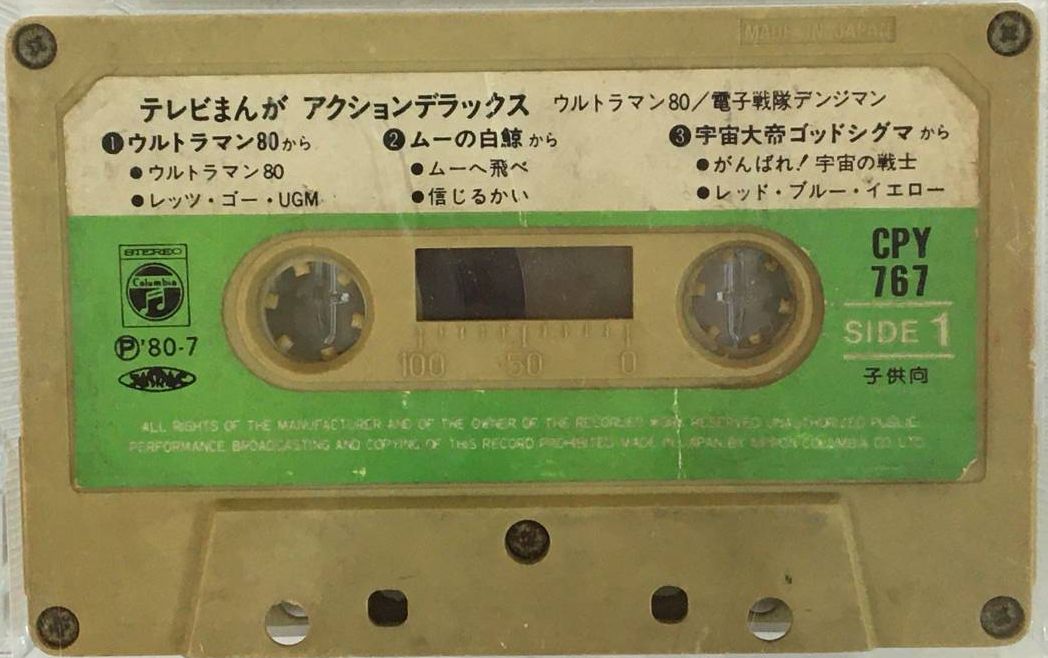 MADE IN JAPAN
テレビまんが アクションデラックス ウルトラマン80/電子戦隊デンジマン
❶ウルトラマン80から
●ウルトラマン80
●レッツ・ゴー・UGM
❷ムーの白鯨から
●ムーへ飛べ
●信じるかい
❸宇宙大帝ゴッドシグマから
●がんばれ!宇宙の戦士
●レッド・ブルー・イエロー
STEREO
Columbia
Ⓟ'80-7
100 50 0
CPY
767
SIDE 1
子供向
ALL RIGHTS OF THE MANUFACTURER AND OF THE OWNER OF THE RECORDED WORK RESERVED UNAUTHORIZED PUBLIC
PERFORMANCE BROADCASTING AND COPYING OF THIS RECORD PROHIBITED MADE IN JAPAN BY NIPPON COLUMBIA CO. LTD.